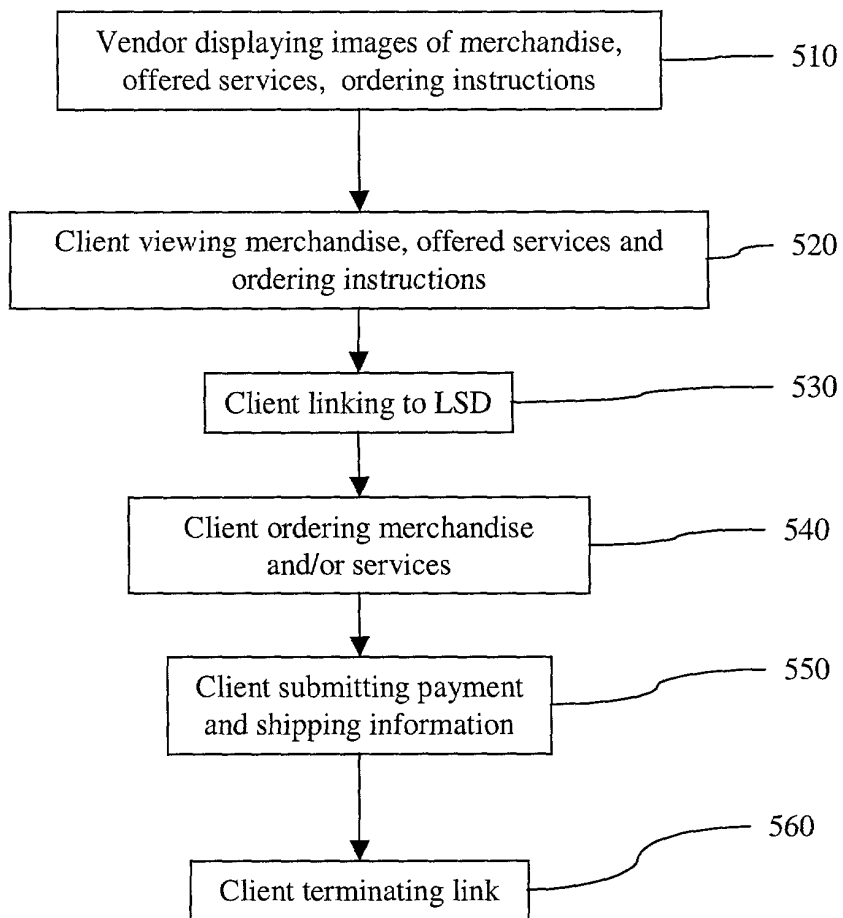 Vendor displaying images of merchandise,
offered services, ordering instructions
510
Client viewing merchandise, offered services and
ordering instructions
520
Client linking to LSD
530
Client ordering merchandise
and/or services
540
Client submitting payment
and shipping information
550
Client terminating link
560